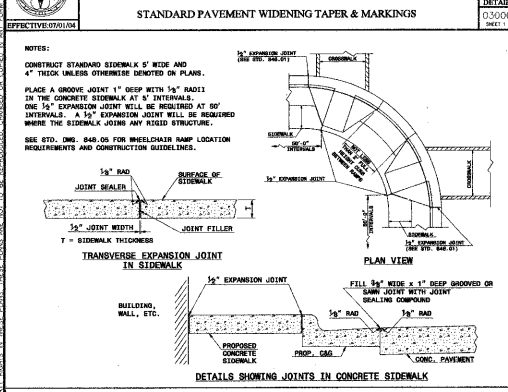 DETAIL
EFFECTIVE:07/01/04
STANDARD PAVEMENT WIDENING TAPER & MARKINGS
SHEET 1
NOTES:
CONSTRUCT STANDARD SIDEWALK 5' WIDE AND
4" THICK UNLESS OTHERWISE DENOTED ON PLANS.
PLACE A GROOVE JOINT 1" DEEP WITH ⅛" RADII
IN THE CONCRETE SIDEWALK AT 5' INTERVALS.
ONE ½" EXPANSION JOINT WILL BE REQUIRED AT 50'
INTERVALS. A ½" EXPANSION JOINT WILL BE REQUIRED
WHERE THE SIDEWALK JOINS ANY RIGID STRUCTURE.
SEE STD. DWG. 848.05 FOR WHEELCHAIR RAMP LOCATION
REQUIREMENTS AND CONSTRUCTION GUIDELINES.
½" EXPANSION JOINT
(SEE STD. 848.01)
CROSSWALK
SIDEWALK
50'-0"
INTERVALS
½" EXPANSION JOINT
CROSSWALK
50'-0"
INTERVALS
SIDEWALK
½" EXPANSION JOINT
(SEE STD. 848.01)
PLAN VIEW
⅛" RAD
SURFACE OF
SIDEWALK
JOINT SEALER
T
½" JOINT WIDTH
JOINT FILLER
T = SIDEWALK THICKNESS
TRANSVERSE EXPANSION JOINT
IN SIDEWALK
½" EXPANSION JOINT
FILL ⅜" WIDE x 1" DEEP GROOVED OR
SAWN JOINT WITH JOINT
SEALING COMPOUND
BUILDING,
WALL, ETC.
⅛" RAD
⅛" RAD
PROPOSED
CONCRETE
SIDEWALK
PROP. C&G
CONC. PAVEMENT
DETAILS SHOWING JOINTS IN CONCRETE SIDEWALK